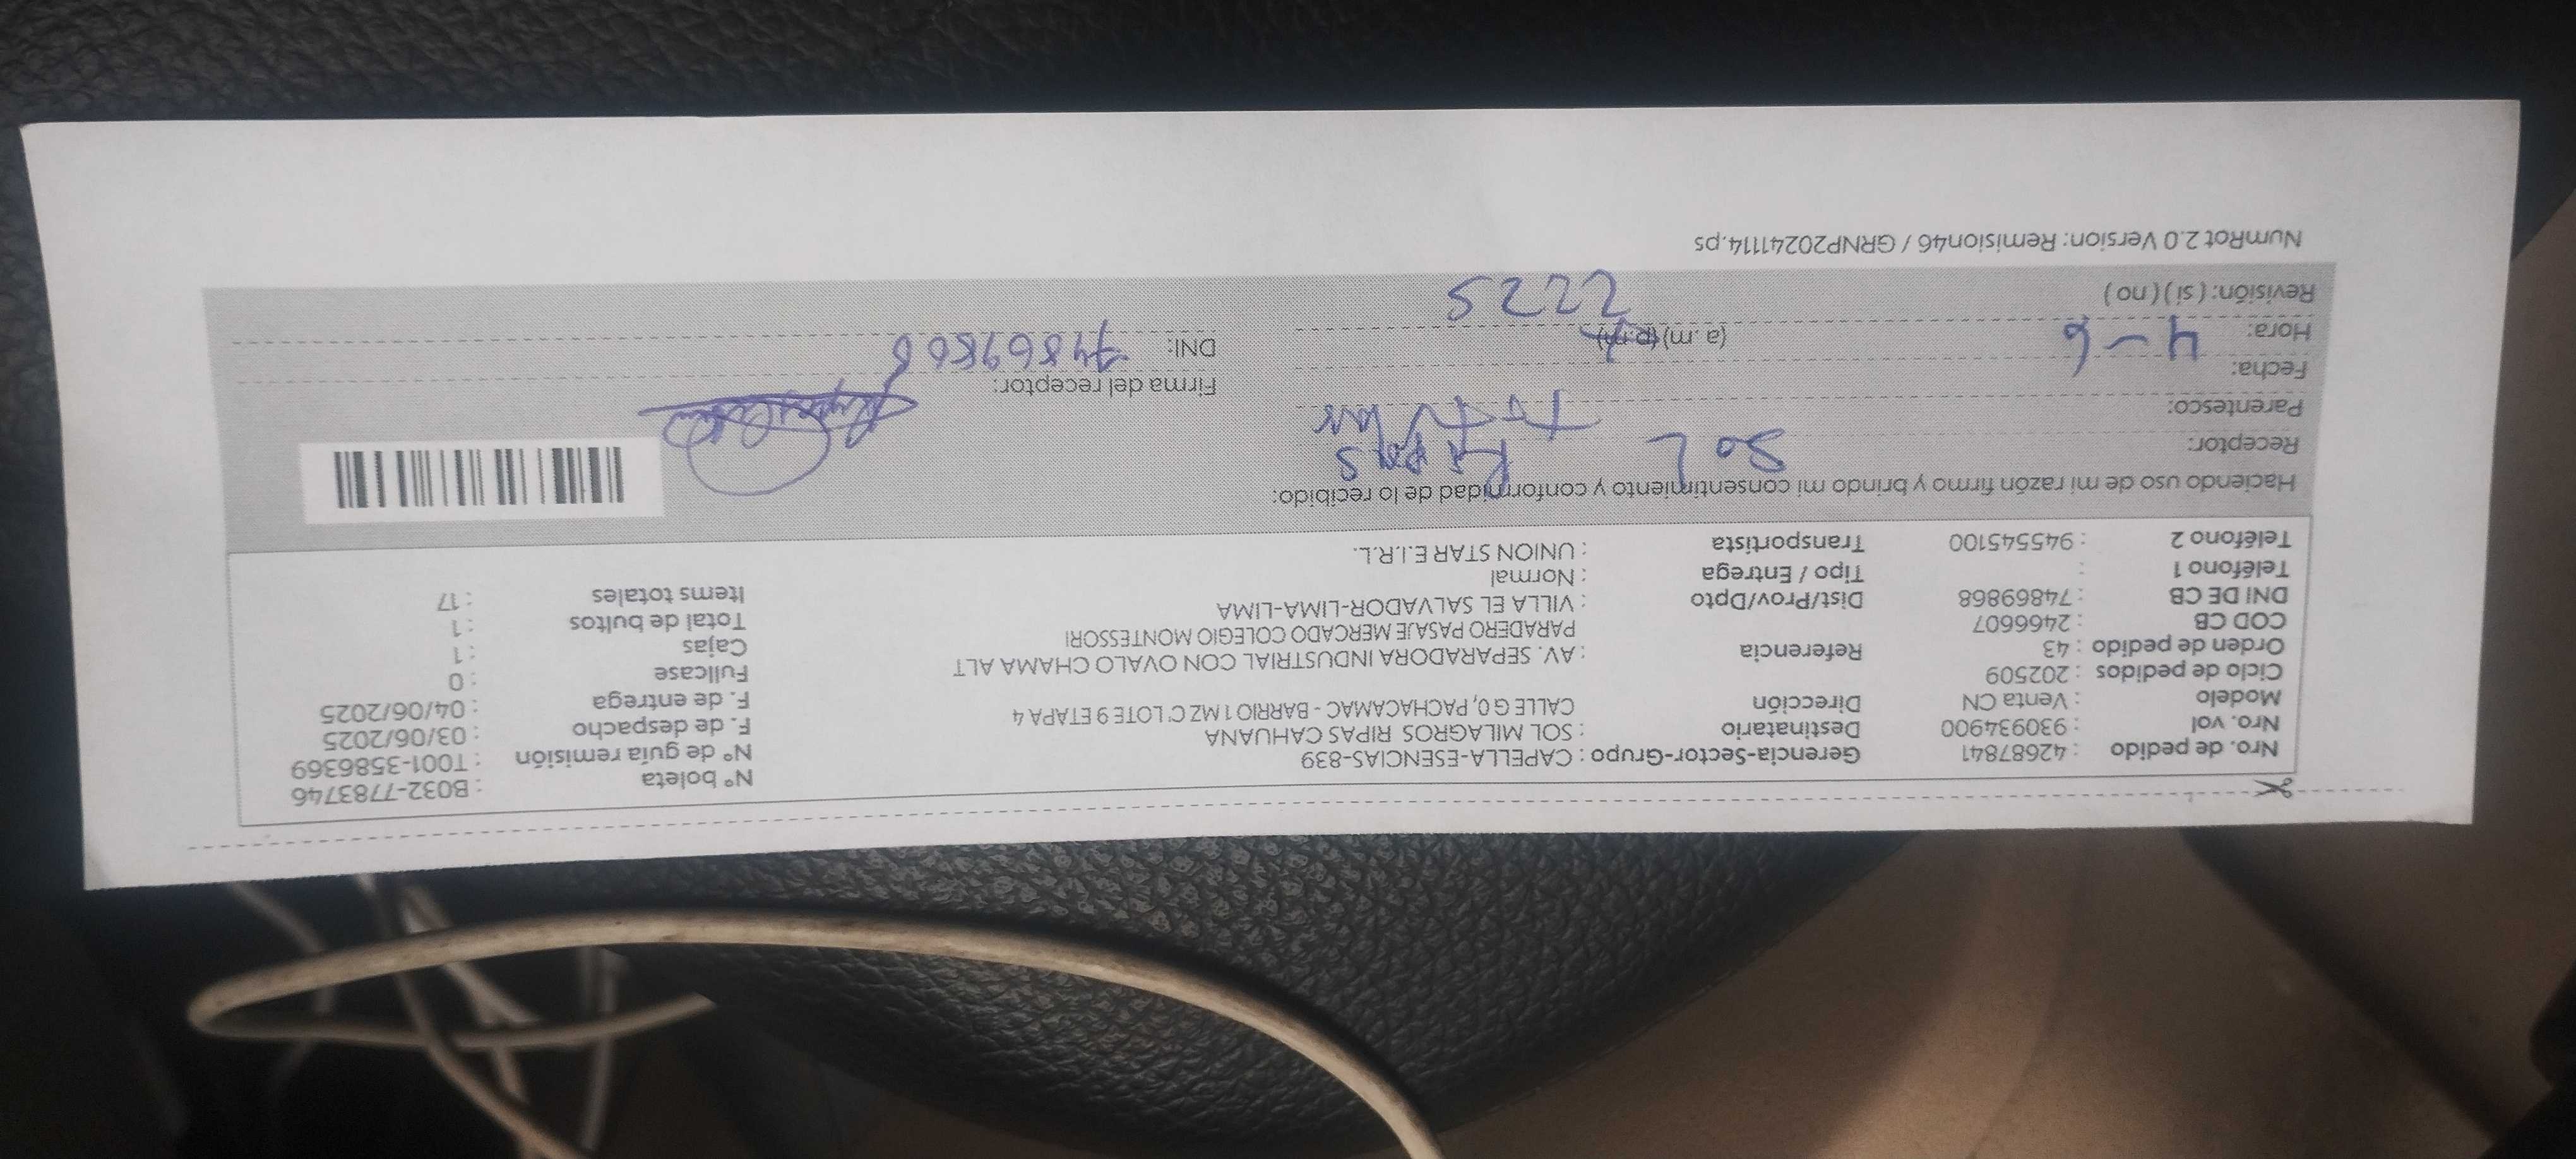 Nro. de pedido : 42687841 Gerencia-Sector-Grupo : CAPELLA-ESENCIAS-839 N° boleta : B032-7783746
Nro. vol : 930934900 Destinatario : SOL MILAGROS RIPAS CAHUANA N° de guía remisión : T001-3586369
Modelo : Venta CN Dirección CALLE G 0, PACHACAMAC - BARRIO 1 MZ C' LOTE 9 ETAPA 4 F. de despacho : 03/06/2025
Ciclo de pedidos : 202509 F. de entrega : 04/06/2025
Orden de pedido : 43 Referencia : AV. SEPARADORA INDUSTRIAL CON OVALO CHAMA ALT Fullcase : 0
COD CB : 2466607 PARADERO PASAJE MERCADO COLEGIO MONTESSORI Cajas : 1
DNI DE CB : 74869868 Dist/Prov/Dpto : VILLA EL SALVADOR-LIMA-LIMA Total de bultos : 1
Teléfono 1 : Tipo / Entrega : Normal Items totales : 17
Teléfono 2 : 945545100 Transportista : UNION STAR E.I.R.L.
Haciendo uso de mi razón firmo y brindo mi consentimiento y conformidad de lo recibido:
Receptor: Sol Ripas
Parentesco: Titular
Fecha: 4-6 Firma del receptor:
Hora: (a.m) (p.m) DNI:
Revisión: ( sí ) ( no ) 2225
NumRot 2.0 Version: Remision46 / GRNP20241114.ps